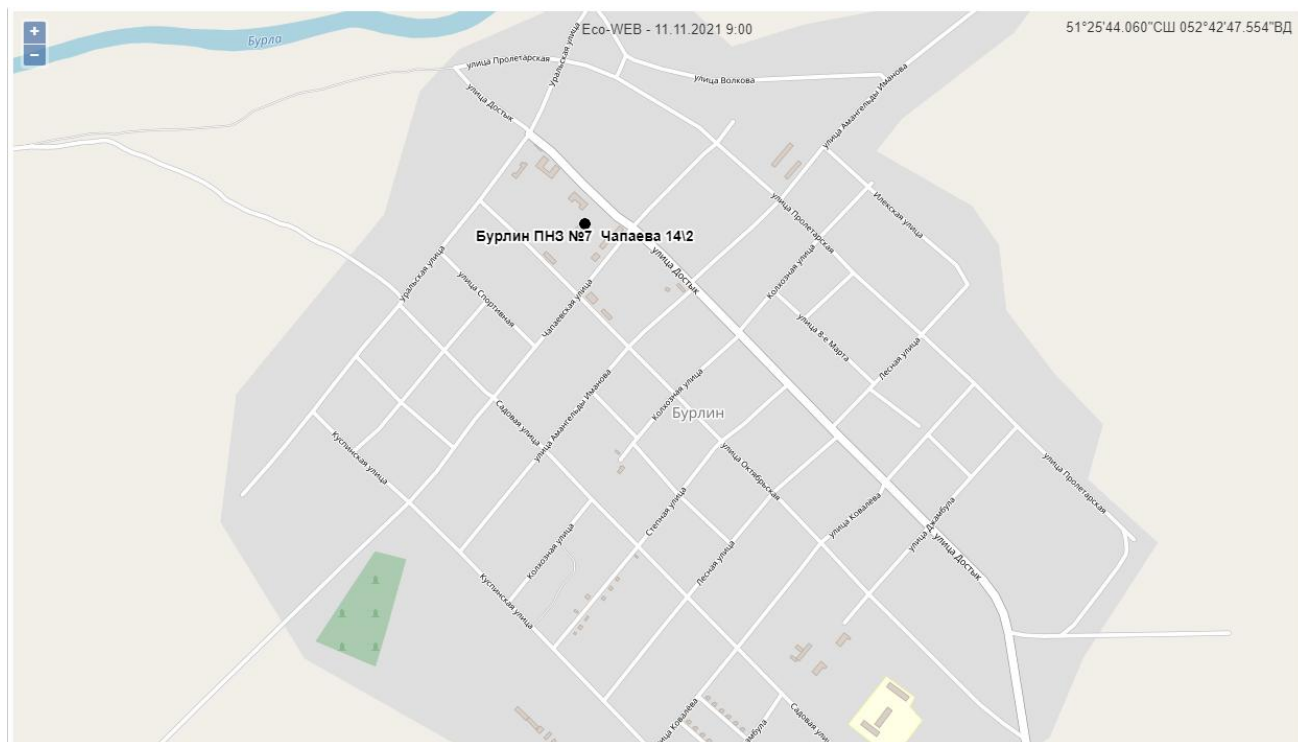 +
−
Бурла
Eco-WEB - 11.11.2021 9:00
51°25'44.060"СШ 052°42'47.554"ВД
улица Пролетарская
Уральская улица
улица Волкова
улица Достык
улица Амангельды Иманова
Бурлин ПНЗ №7 Чапаева 14\2
улица Пролетарская
Илекская улица
Уральская улица
улица Достык
Колхозная улица
улица Спортивная
Чапаевская улица
улица 8-е Марта
Лесная улица
Колхозная улица
Бурлин
Садовая улица
улица Амангельды Иманова
Куспинская улица
улица Октябрьская
улица Пролетарская
Степная улица
улица Ковалёва
улица Джамбула
улица Достык
Колхозная улица
Лесная улица
Куспинская улица
Садовая улица